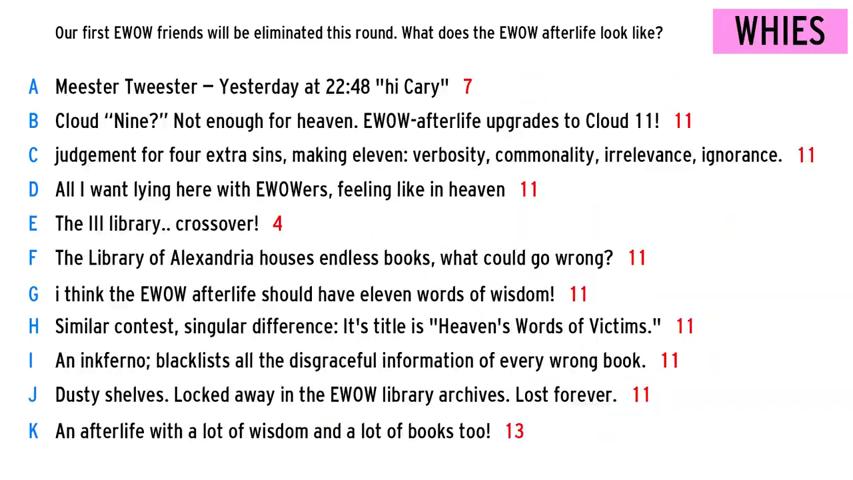 Our first EWOW friends will be eliminated this round. What does the EWOW afterlife look like?
WHIES
A Meester Tweester – Yesterday at 22:48 "hi Cary" 7
B Cloud “Nine?” Not enough for heaven. EWOW-afterlife upgrades to Cloud 11! 11
C judgement for four extra sins, making eleven: verbosity, commonality, irrelevance, ignorance. 11
D All I want lying here with EWOWers, feeling like in heaven 11
E The III library.. crossover! 4
F The Library of Alexandria houses endless books, what could go wrong? 11
G i think the EWOW afterlife should have eleven words of wisdom! 11
H Similar contest, singular difference: It's title is "Heaven's Words of Victims." 11
I An inkferno; blacklists all the disgraceful information of every wrong book. 11
J Dusty shelves. Locked away in the EWOW library archives. Lost forever. 11
K An afterlife with a lot of wisdom and a lot of books too! 13